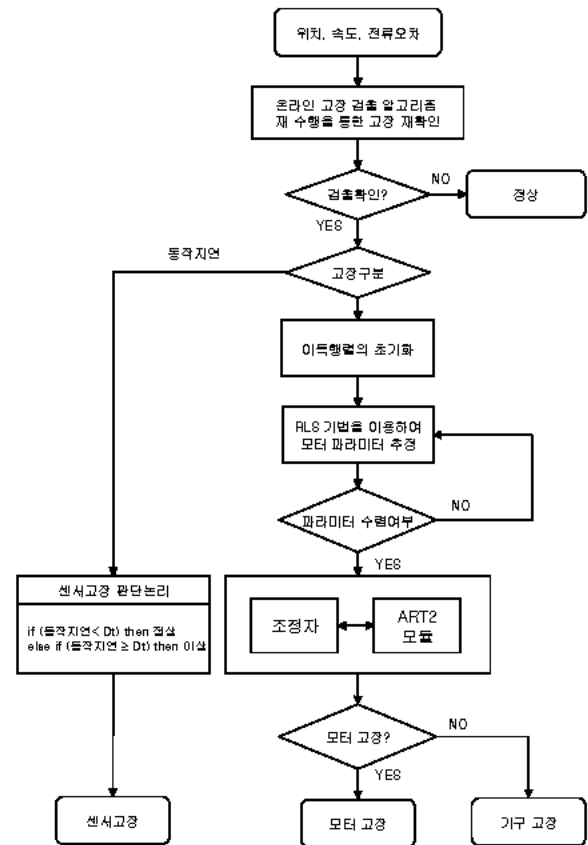 위치, 속도, 전류오차
온라인 고장 검출 알고리즘
재 수행을 통한 고장 재확인
검출확인?
NO
정상
YES
동작지연
고장구분
이득행렬의 초기화
RLS 기법을 이용하여
모터 파라미터 추정
파라미터 수렴여부
NO
YES
센서고장 판단논리
if (동작지연< Dt) then 정상
else if (동작지연 ≥ Dt) then 이상
조정자
ART2
모듈
모터 고장?
NO
YES
센서고장
모터 고장
기구 고장